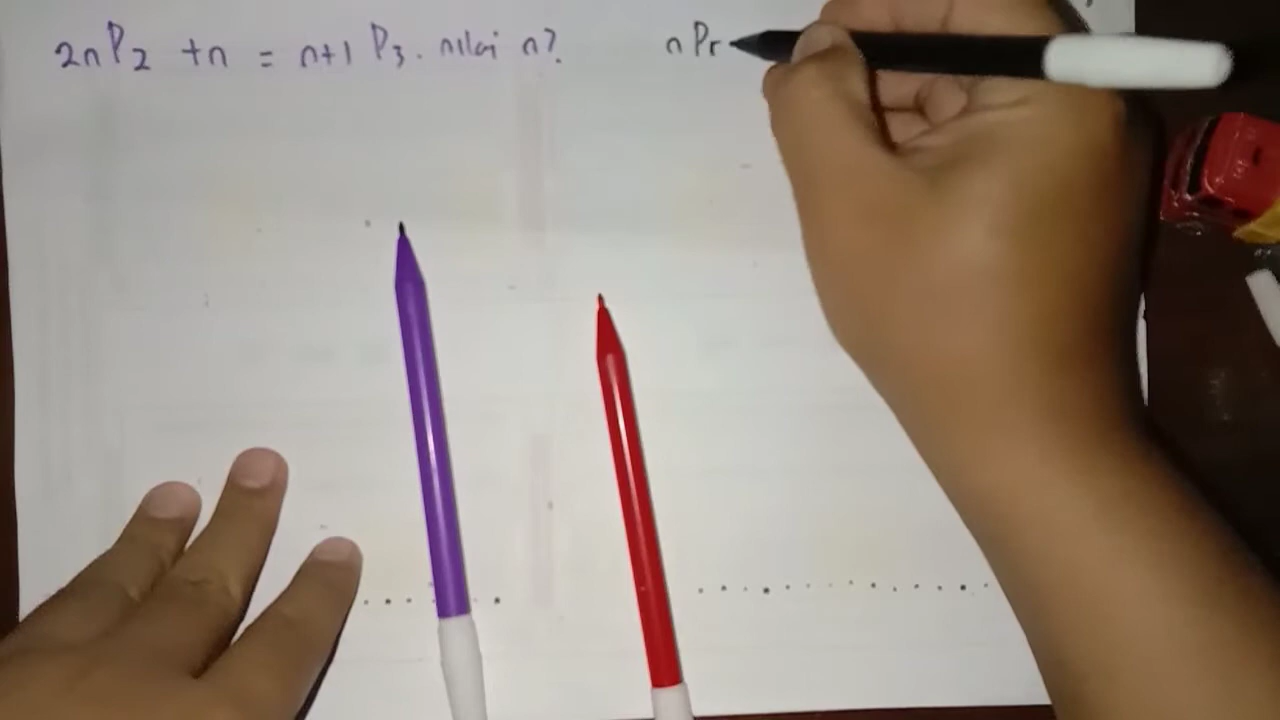 2nP2 + n = n+1 P3. nilai n? nPr